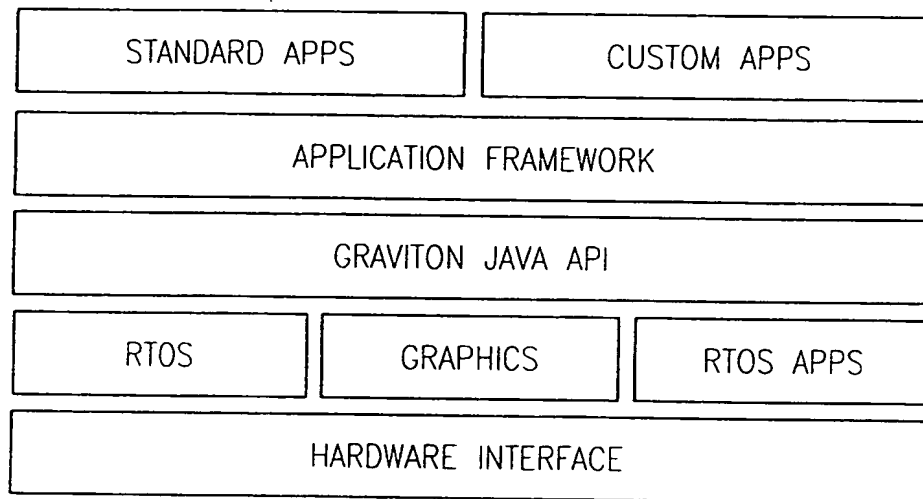 STANDARD APPS
CUSTOM APPS
APPLICATION FRAMEWORK
GRAVITON JAVA API
RTOS
GRAPHICS
RTOS APPS
HARDWARE INTERFACE